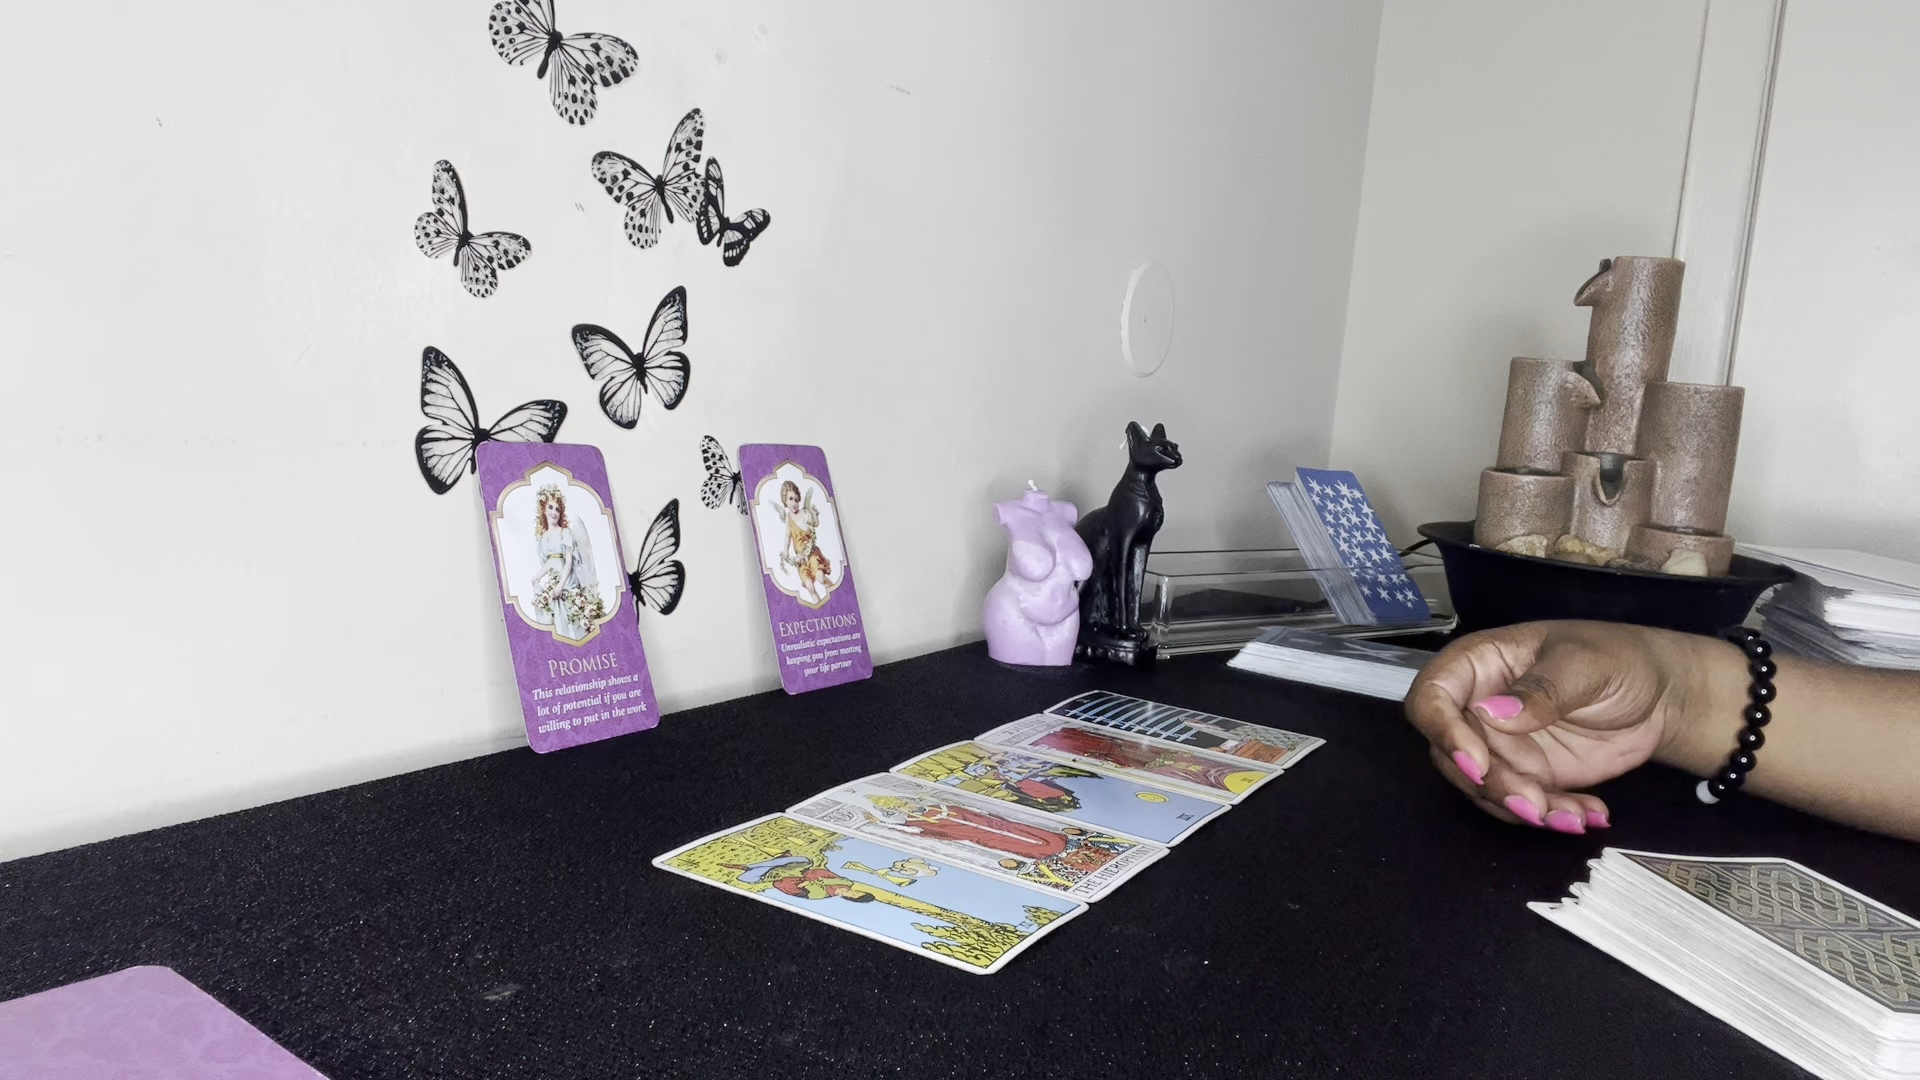 PROMISE
This relationship shows a
lot of potential if you are
willing to put in the work
EXPECTATIONS
Unrealistic expectations are
keeping you from meeting
your life partner
THE HIEROPHANT